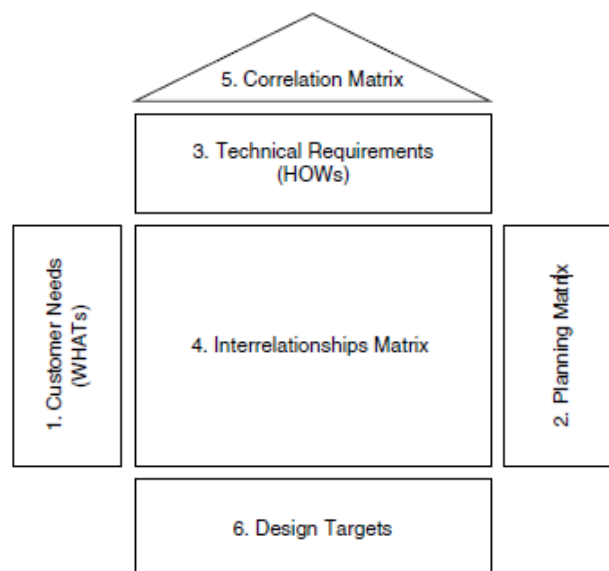 5. Correlation Matrix
3. Technical Requirements
(HOWs)
1. Customer Needs
(WHATs)
4. Interrelationships Matrix
2. Planning Matrix
6. Design Targets